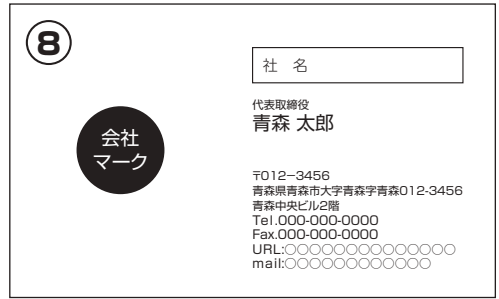 ⑧
社 名
会社
マーク
代表取締役
青森 太郎
〒012-3456
青森県青森市大字青森字青森012-3456
青森中央ビル2階
Tel.000-000-0000
Fax.000-000-0000
URL:○○○○○○○○○○○○○○
mail:○○○○○○○○○○○○